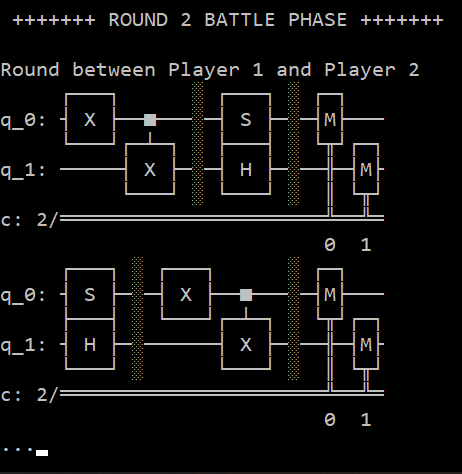 +++++++ ROUND 2 BATTLE PHASE +++++++
Round between Player 1 and Player 2
q_0: X S M
q_1: X H M
c: 2/
0 1
q_0: S X M
q_1: H X M
c: 2/
0 1
...